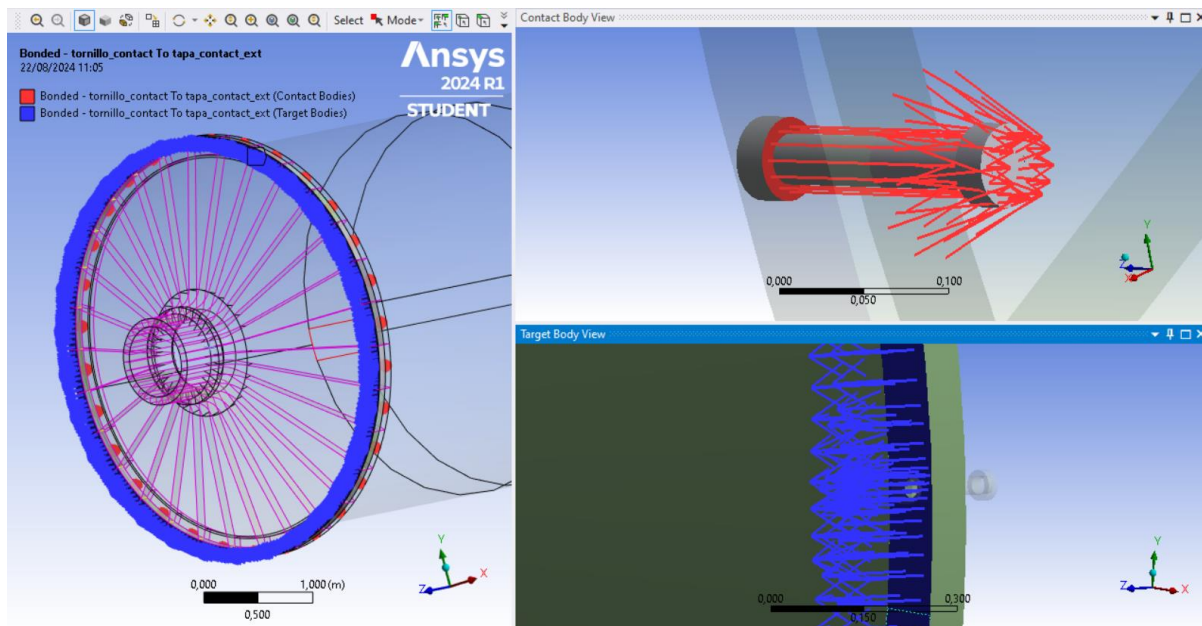 Select
Mode
Bonded - tornillo_contact To tapa_contact_ext
22/08/2024 11:05
Bonded - tornillo_contact To tapa_contact_ext (Contact Bodies)
Bonded - tornillo_contact To tapa_contact_ext (Target Bodies)
Ansys
2024 R1
STUDENT
Y
X
Z
0,000
1,000 (m)
0,500
Contact Body View
0,000
0,100
0,050
Y
Z
X
Target Body View
0,000
0,300
0,150
Y
Z
X